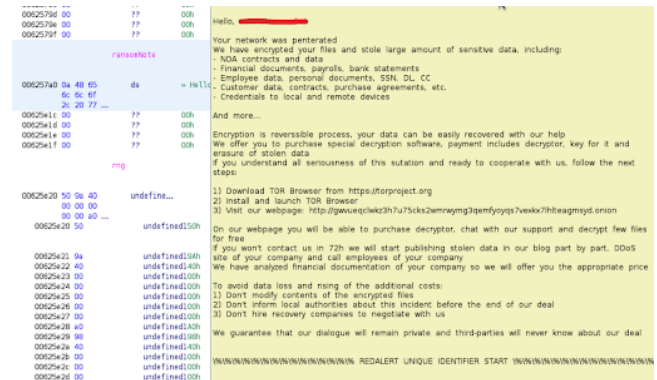 0062579d 00 ?? 00h
0062579e 00 ?? 00h
0062579f 00 ?? 00h
ransomNote
006257a0 0a 48 65 ds = Hello
6c 6c 6f
2c 20 77 ...
00625e1c 00 ?? 00h
00625e1d 00 ?? 00h
00625e1e 00 ?? 00h
00625e1f 00 ?? 00h
rng
00625e20 50 9a 40 undefine...
00 00 00
00 00 a0 ...
00625e20 50 undefined150h
00625e21 9a undefined19Ah
00625e22 40 undefined140h
00625e23 00 undefined100h
00625e24 00 undefined100h
00625e25 00 undefined100h
00625e26 00 undefined100h
00625e27 00 undefined100h
00625e28 a0 undefined1A0h
00625e29 98 undefined198h
00625e2a 40 undefined140h
00625e2b 00 undefined100h
00625e2c 00 undefined100h
00625e2d 00 undefined100h
Hello,
Your network was penterated
We have encrypted your files and stole large amount of sensitive data, including:
- NDA contracts and data
- Financial documents, payrolls, bank statements
- Employee data, personal documents, SSN, DL, CC
- Customer data, contracts, purchase agreements, etc.
- Credentials to local and remote devices
And more...
Encryption is reverssible process, your data can be easily recovered with our help
We offer you to purchase special decryption software, payment includes decryptor, key for it and
erasure of stolen data
If you understand all seriousness of this sutation and ready to cooperate with us, follow the next
steps:
1) Download TOR Browser from https://torproject.org
2) Install and launch TOR Browser
3) Visit our webpage: http://gwvueqclwkz3h7u75cks2wmrwymg3qemfyoyqs7vexkx7lhlteagmsyd.onion
On our webpage you will be able to purchase decryptor, chat with our support and decrypt few files
for free
If you won't contact us in 72h we will start publishing stolen data in our blog part by part, DDoS
site of your company and call employees of your company
We have analyzed financial documentation of your company so we will offer you the appropriate price
To avoid data loss and rising of the additional costs:
1) Don't modify contents of the encrypted files
2) Don't inform local authorities about this incident before the end of our deal
3) Don't hire recovery companies to negotiate with us
We guarantee that our dialogue will remain private and third-parties will never know about our deal
REDALERT UNIQUE IDENTIFIER START